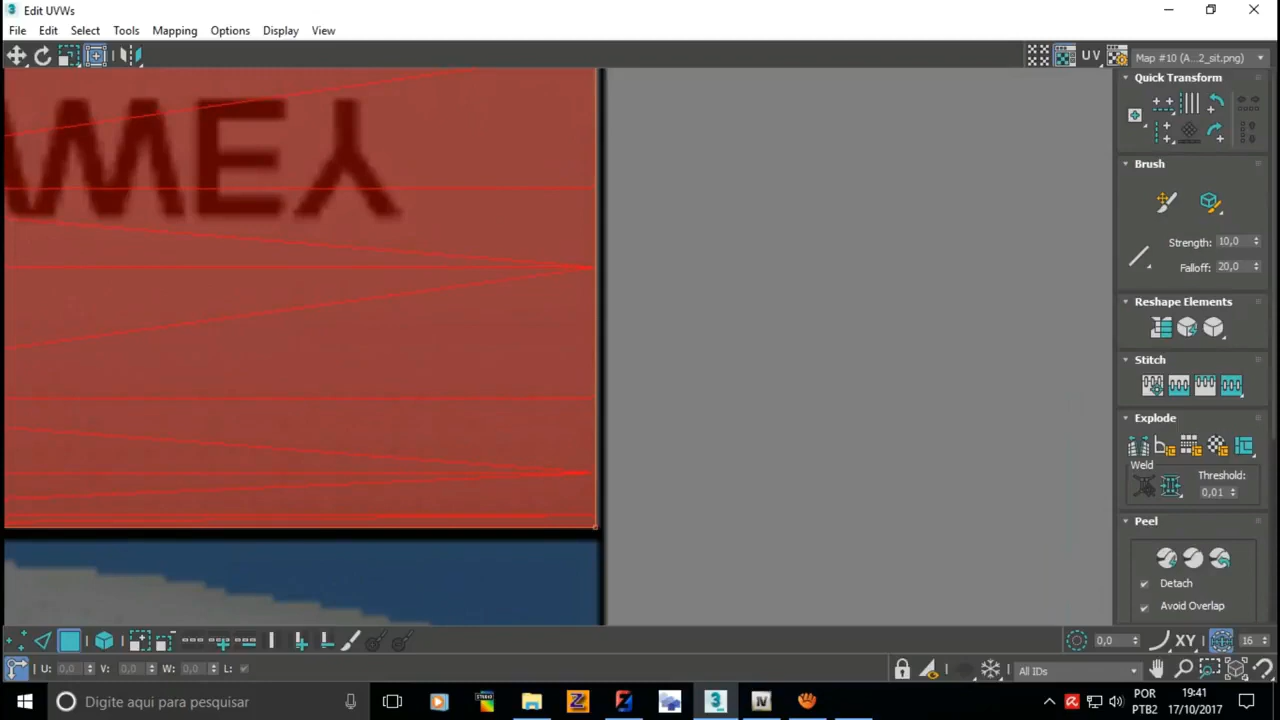 Edit UVWs
File Edit Select Tools Mapping Options Display View
UV
Map #10 (A...2_sit.png)
Quick Transform
Brush
Strength: 10,0
Falloff: 20,0
Reshape Elements
Stitch
Explode
Weld
Threshold:
0,01
Peel
Detach
Avoid Overlap
0,0
XY
16
U: 0,0
V: 0,0
W: 0,0
L:
All IDs
Digite aqui para pesquisar
POR
PTB2
19:41
17/10/2017